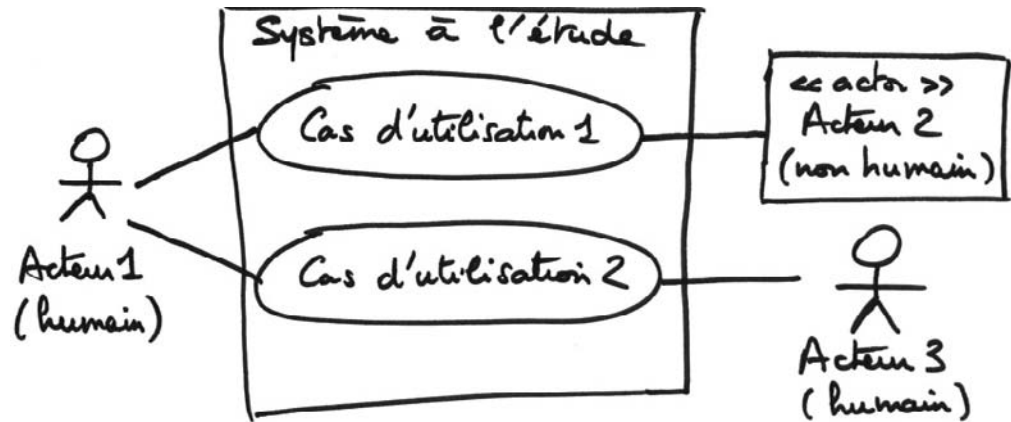 Système à l'étude
Cas d'utilisation 1
<< actor >>
Acteur 2
(non humain)
Acteur 1
(humain)
Cas d'utilisation 2
Acteur 3
(humain)